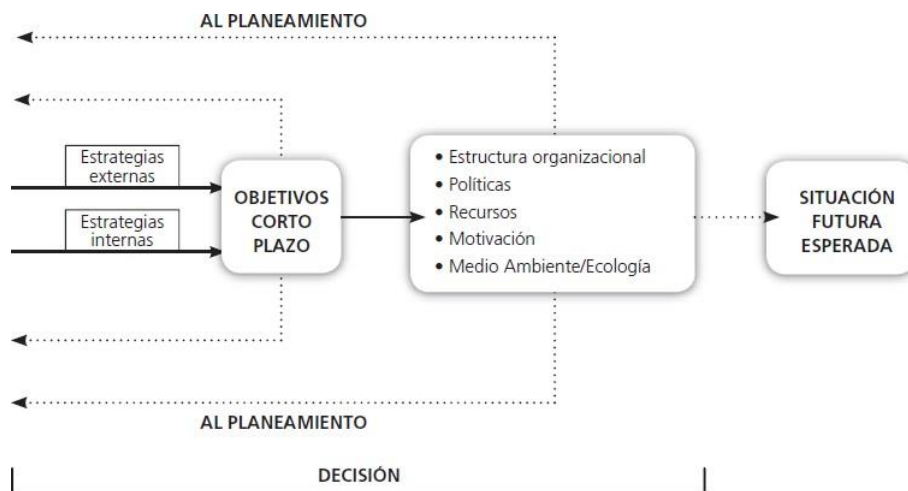 AL PLANEAMIENTO
Estrategias
externas
Estrategias
internas
OBJETIVOS
CORTO
PLAZO
• Estructura organizacional
• Políticas
• Recursos
• Motivación
• Medio Ambiente/Ecología
SITUACIÓN
FUTURA
ESPERADA
AL PLANEAMIENTO
DECISIÓN